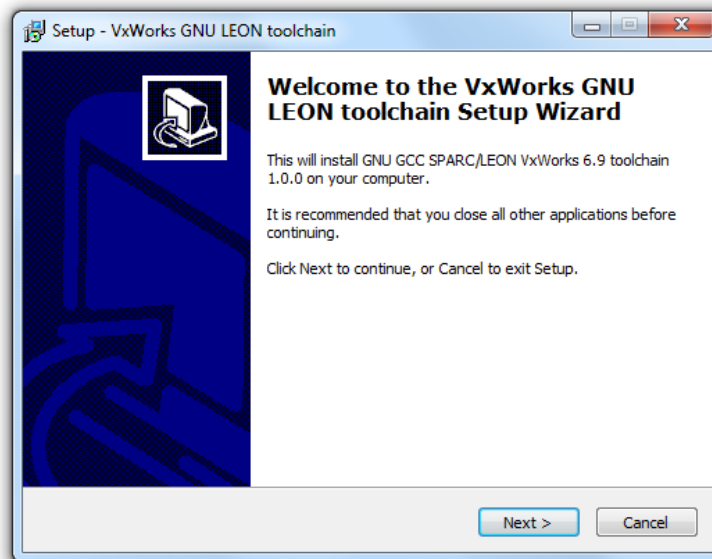 Setup - VxWorks GNU LEON toolchain
Welcome to the VxWorks GNU
LEON toolchain Setup Wizard
This will install GNU GCC SPARC/LEON VxWorks 6.9 toolchain
1.0.0 on your computer.
It is recommended that you close all other applications before
continuing.
Click Next to continue, or Cancel to exit Setup.
Next >
Cancel